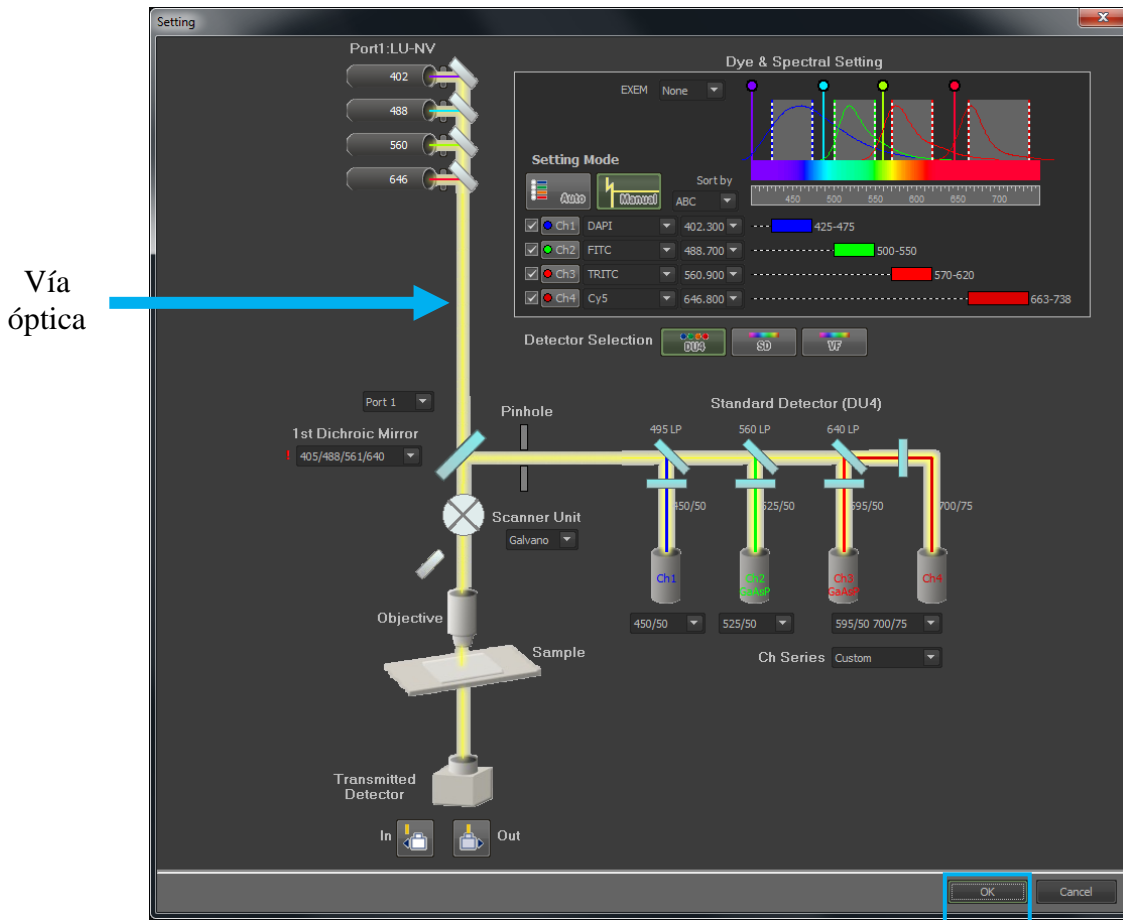 Setting
Port1:LU-NV
402
488
560
646
Dye & Spectral Setting
EXEM None
Setting Mode
Auto Manual
Sort by
ABC
450 500 550 600 650 700
Ch1 DAPI 402.300 425-475
Ch2 FITC 488.700 500-550
Ch3 TRITC 560.900 570-620
Ch4 Cy5 646.800 663-738
Vía
óptica
Detector Selection DU4 SD VF
Port 1
1st Dichroic Mirror
! 405/488/561/640
Pinhole
Standard Detector (DU4)
495 LP 560 LP 640 LP
450/50 525/50 595/50 700/75
Scanner Unit
Galvano
Ch1 Ch2 GaAsP Ch3 GaAsP Ch4
450/50 525/50 595/50 700/75
Ch Series Custom
Objective
Sample
Transmitted
Detector
In Out
OK Cancel